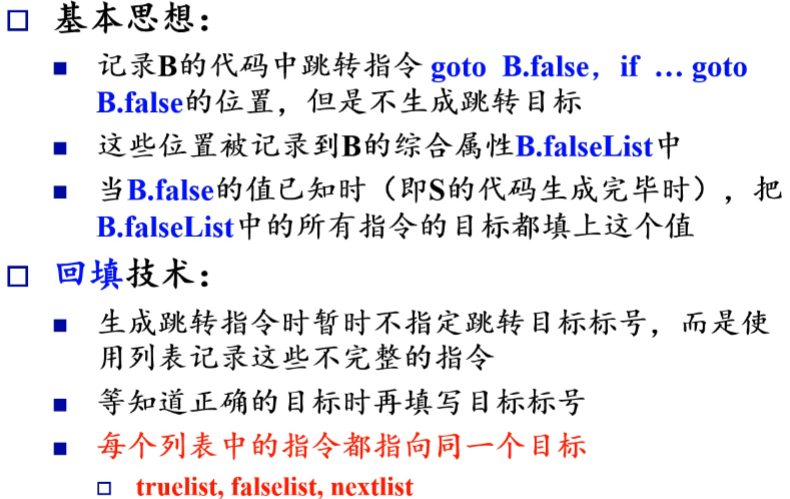 基本思想：
记录B的代码中跳转指令 goto B.false，if … goto
B.false的位置，但是不生成跳转目标
这些位置被记录到B的综合属性B.falseList中
当B.false的值已知时（即S的代码生成完毕时），把
B.falseList中的所有指令的目标都填上这个值
回填技术：
生成跳转指令时暂时不指定跳转目标标号，而是使
用列表记录这些不完整的指令
等知道正确的目标时再填写目标标号
每个列表中的指令都指向同一个目标
truelist, falselist, nextlist